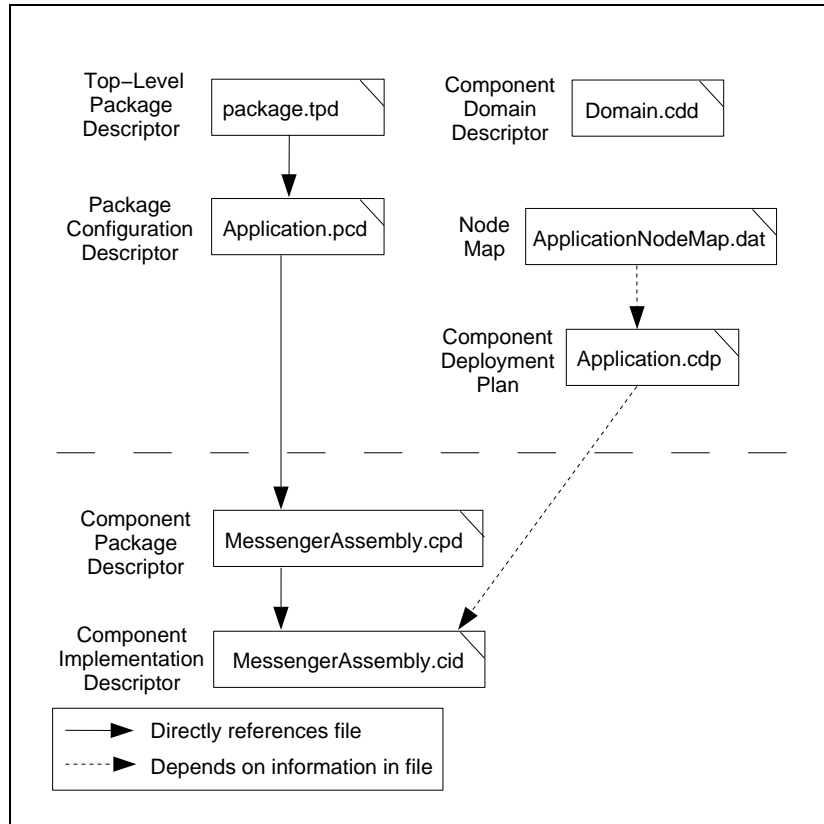 Top−Level
Package
Descriptor
package.tpd
Component
Domain
Descriptor
Domain.cdd
Package
Configuration
Descriptor
Application.pcd
Node
Map
ApplicationNodeMap.dat
Component
Deployment
Plan
Application.cdp
Component
Package
Descriptor
MessengerAssembly.cpd
Component
Implementation
Descriptor
MessengerAssembly.cid
Directly references file
Depends on information in file